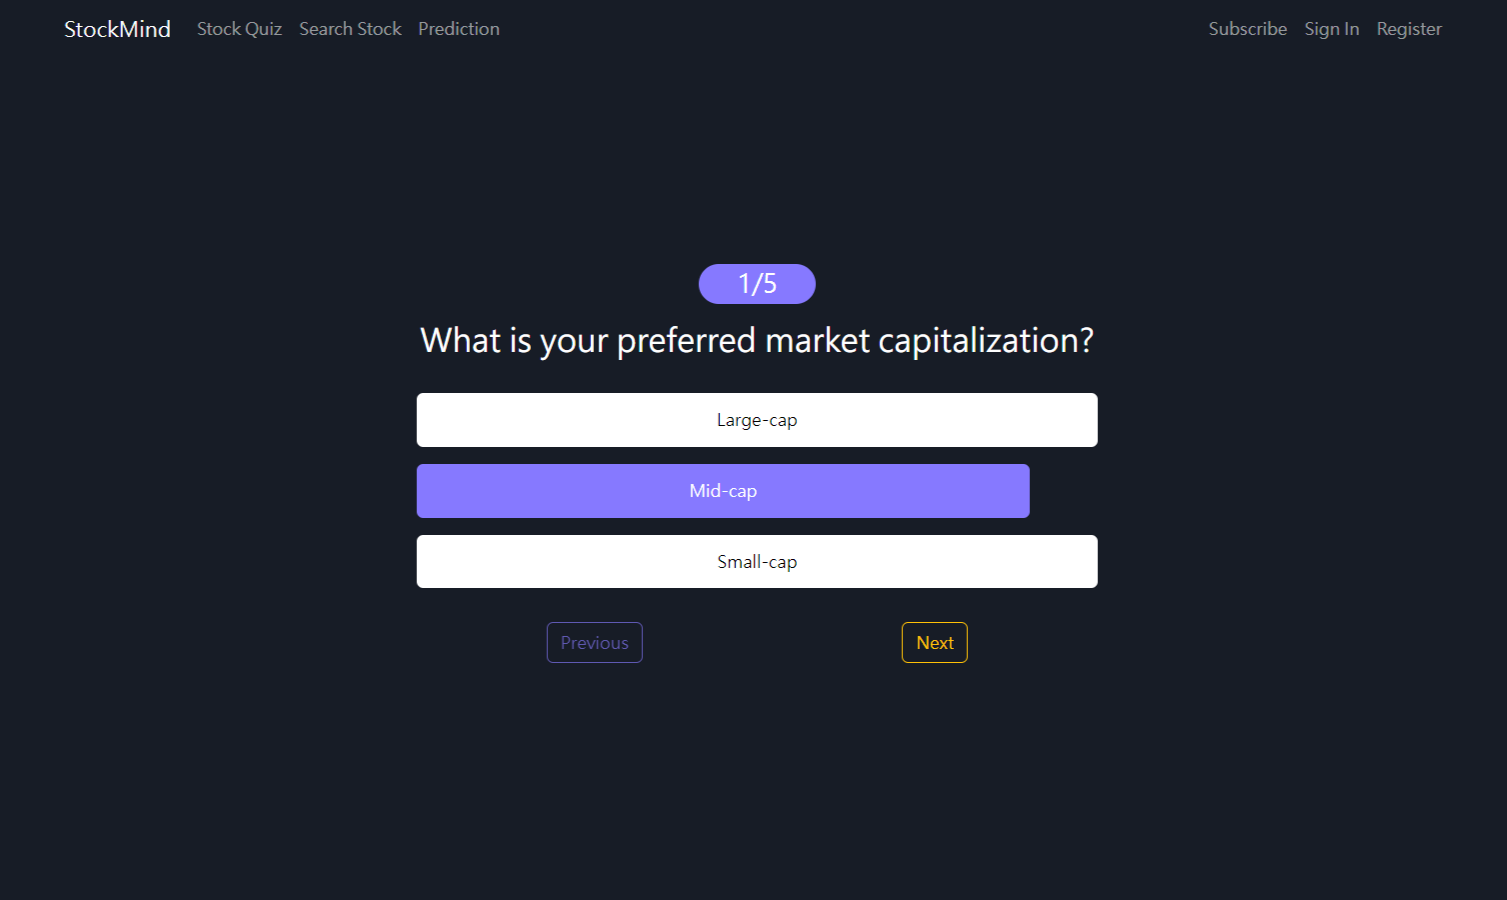 StockMind Stock Quiz Search Stock Prediction Subscribe Sign In Register
1/5
What is your preferred market capitalization?
Large-cap
Mid-cap
Small-cap
Previous Next